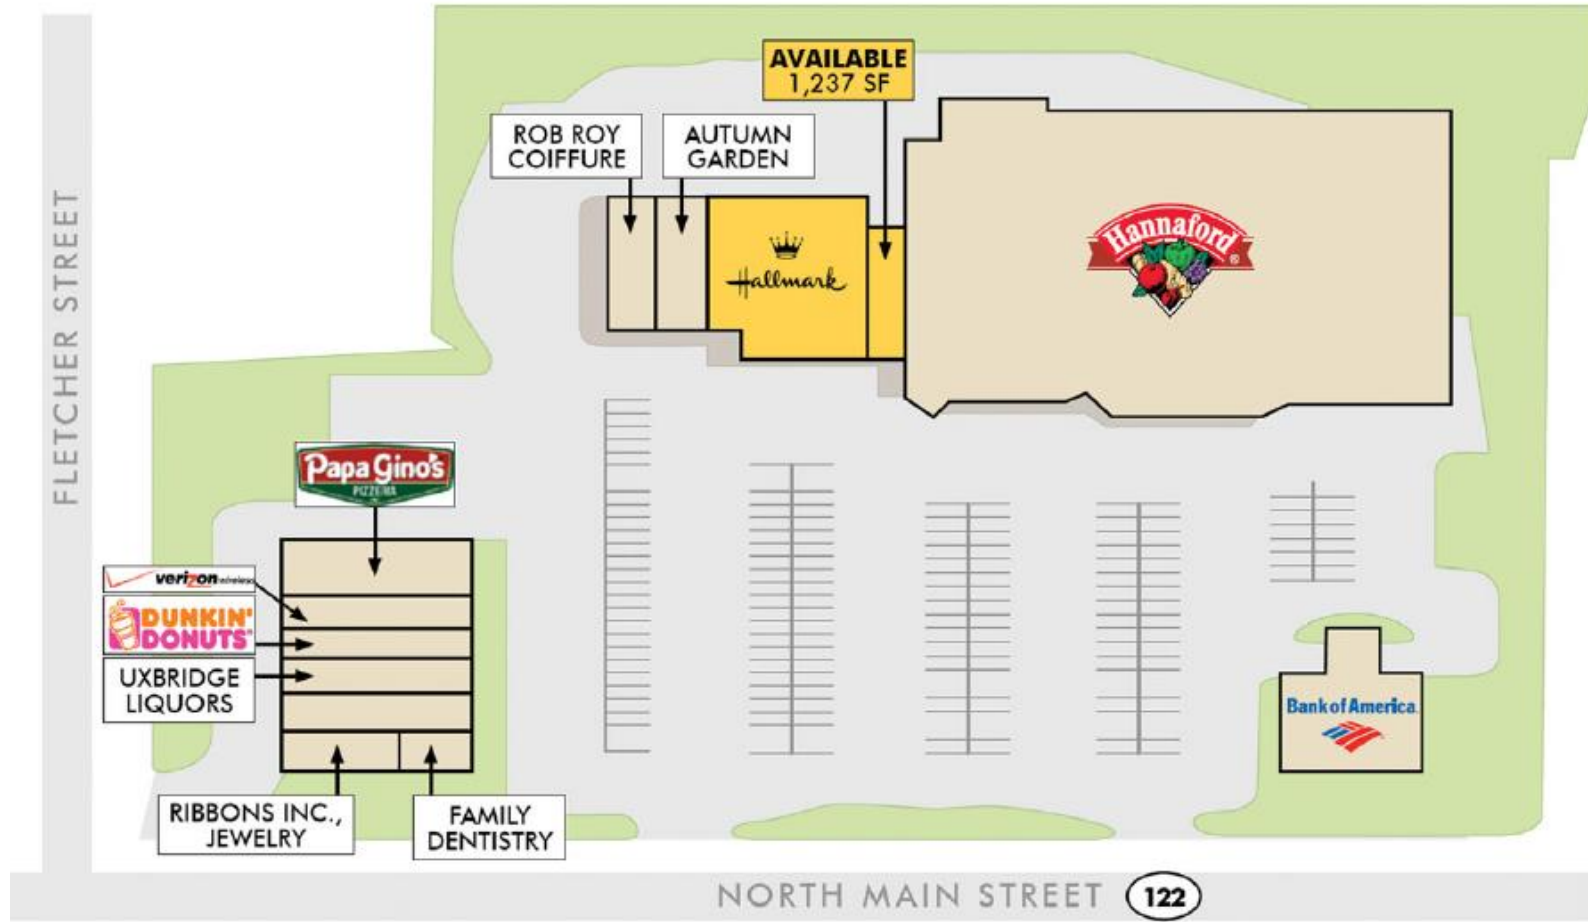 AVAILABLE
1,237 SF
ROB ROY
COIFFURE
AUTUMN
GARDEN
Hallmark
Hannaford
®
FLETCHER STREET
Papa Gino's
PIZZERIA
verizon wireless
DUNKIN'
DONUTS
UXBRIDGE
LIQUORS
Bank of America
RIBBONS INC.,
JEWELRY
FAMILY
DENTISTRY
NORTH MAIN STREET 122